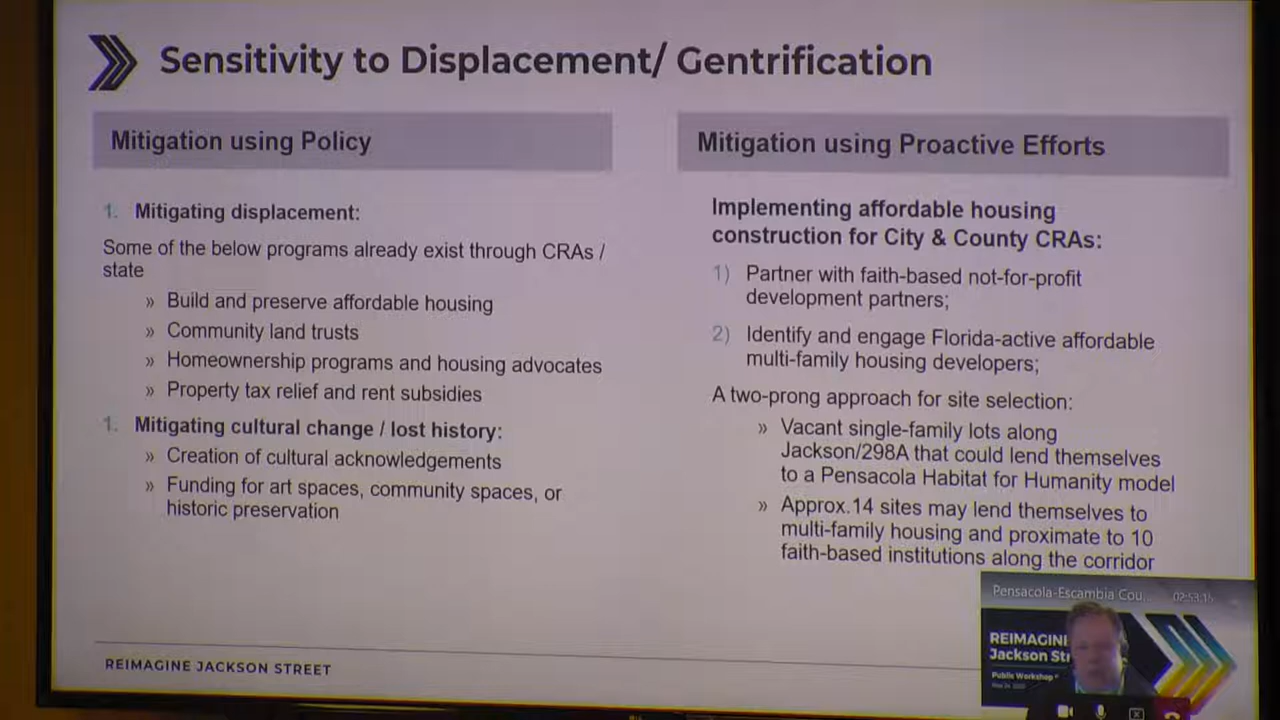 Sensitivity to Displacement/ Gentrification
Mitigation using Policy
1. Mitigating displacement:
Some of the below programs already exist through CRAs /
state
» Build and preserve affordable housing
» Community land trusts
» Homeownership programs and housing advocates
» Property tax relief and rent subsidies
1. Mitigating cultural change / lost history:
» Creation of cultural acknowledgements
» Funding for art spaces, community spaces, or
historic preservation
Mitigation using Proactive Efforts
Implementing affordable housing
construction for City & County CRAs:
1) Partner with faith-based not-for-profit
development partners;
2) Identify and engage Florida-active affordable
multi-family housing developers;
A two-prong approach for site selection:
» Vacant single-family lots along
Jackson/298A that could lend themselves
to a Pensacola Habitat for Humanity model
» Approx.14 sites may lend themselves to
multi-family housing and proximate to 10
faith-based institutions along the corridor
REIMAGINE JACKSON STREET
Pensacola-Escambia Cou...
REIMAGINE
Jackson Str
Public Workshop